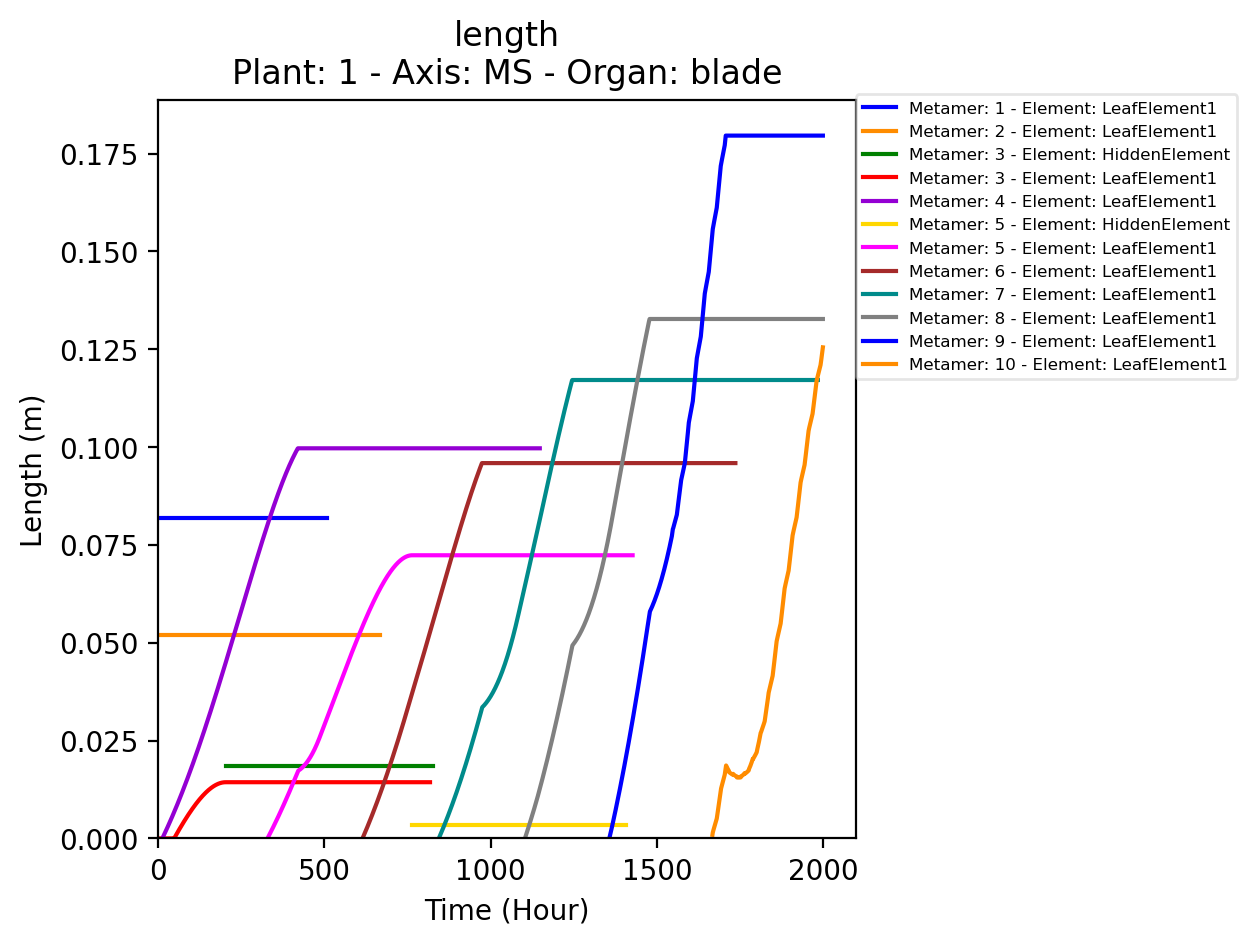 length
Plant: 1 - Axis: MS - Organ: blade
Metamer: 1 - Element: LeafElement1
Metamer: 2 - Element: LeafElement1
Metamer: 3 - Element: HiddenElement
Metamer: 3 - Element: LeafElement1
Metamer: 4 - Element: LeafElement1
Metamer: 5 - Element: HiddenElement
Metamer: 5 - Element: LeafElement1
Metamer: 6 - Element: LeafElement1
Metamer: 7 - Element: LeafElement1
Metamer: 8 - Element: LeafElement1
Metamer: 9 - Element: LeafElement1
Metamer: 10 - Element: LeafElement1
0.175
0.150
0.125
0.100
0.075
0.050
0.025
0.000
Length (m)
0 500 1000 1500 2000
Time (Hour)